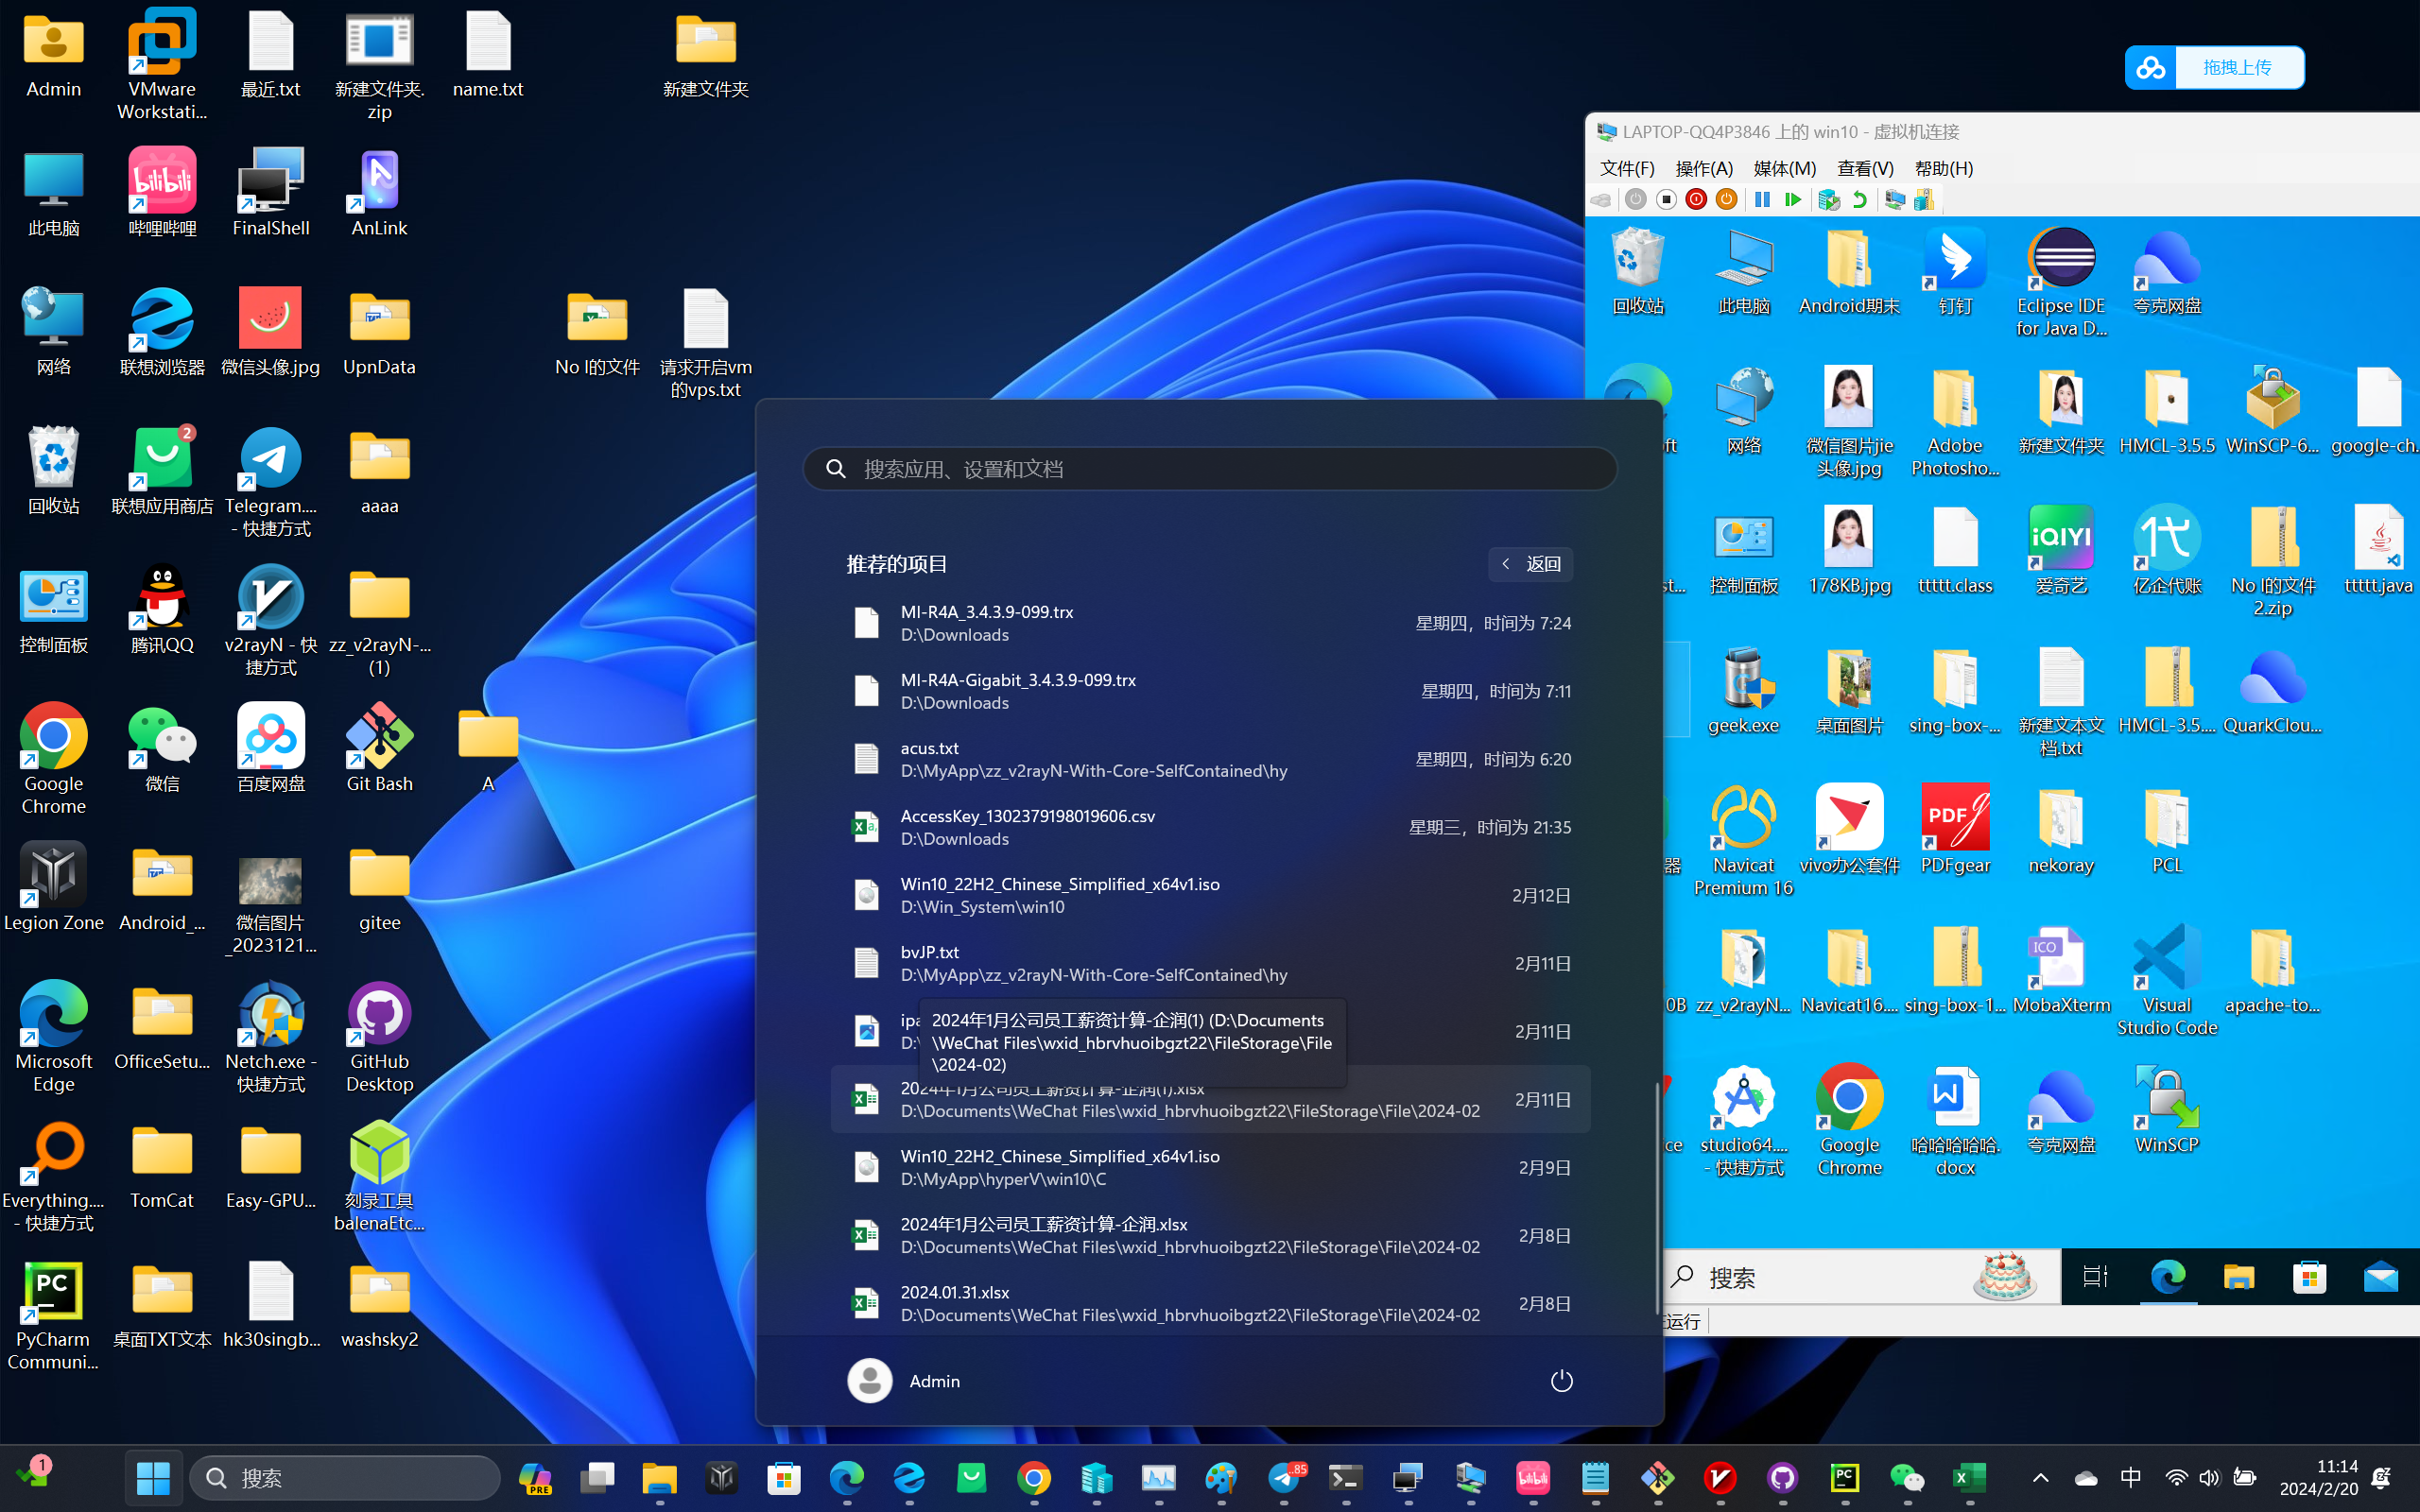 Admin
VMware
Workstati...
最近.txt
新建文件夹.
zip
name.txt
新建文件夹
此电脑
哔哩哔哩
FinalShell
AnLink
网络
联想浏览器
微信头像.jpg
UpnData
No I的文件
请求开启vm
的vps.txt
回收站
联想应用商店
2
Telegram....
- 快捷方式
aaaa
控制面板
腾讯QQ
v2rayN - 快
捷方式
zz_v2rayN-...
(1)
Google
Chrome
微信
百度网盘
Git Bash
A
Legion Zone
Android_...
微信图片
_2023121...
gitee
Microsoft
Edge
OfficeSetu...
Netch.exe -
快捷方式
GitHub
Desktop
Everything....
- 快捷方式
TomCat
Easy-GPU...
刻录工具
balenaEtc...
PC
PyCharm
Communi...
桌面TXT文本
hk30singb...
washsky2
拖拽上传
LAPTOP-QQ4P3846 上的 win10 - 虚拟机连接
文件(F) 操作(A) 媒体(M) 查看(V) 帮助(H)
回收站
此电脑
Android期末
钉钉
Eclipse IDE
for Java D...
夸克网盘
网络
微信图片jie
头像.jpg
Adobe
Photosho...
新建文件夹
HMCL-3.5.5
WinSCP-6...
google-ch...
控制面板
178KB.jpg
ttttt.class
iQIYI
爱奇艺
代
亿企代账
No I的文件
2.zip
ttttt.java
geek.exe
桌面图片
sing-box-...
新建文本文
档.txt
HMCL-3.5....
QuarkClou...
器
Navicat
Premium 16
vivo办公套件
PDF
PDFgear
nekoray
PCL
0B
zz_v2rayN...
Navicat16....
sing-box-1...
ICO
MobaXterm
Visual
Studio Code
apache-to...
ce
studio64....
- 快捷方式
Google
Chrome
哈哈哈哈哈.
docx
夸克网盘
WinSCP
搜索
运行
搜索应用、设置和文档
推荐的项目
返回
MI-R4A_3.4.3.9-099.trx
D:\Downloads
星期四，时间为 7:24
MI-R4A-Gigabit_3.4.3.9-099.trx
D:\Downloads
星期四，时间为 7:11
acus.txt
D:\MyApp\zz_v2rayN-With-Core-SelfContained\hy
星期四，时间为 6:20
AccessKey_1302379198019606.csv
D:\Downloads
星期三，时间为 21:35
Win10_22H2_Chinese_Simplified_x64v1.iso
D:\Win_System\win10
2月12日
bvJP.txt
D:\MyApp\zz_v2rayN-With-Core-SelfContained\hy
2月11日
ipa
D:\
2月11日
2024年1月公司员工薪资计算-企润(1) (D:\Documents
\WeChat Files\wxid_hbrvhuoibgzt22\FileStorage\File
\2024-02)
2024年1月公司员工薪资计算-企润(1).xlsx
D:\Documents\WeChat Files\wxid_hbrvhuoibgzt22\FileStorage\File\2024-02
2月11日
Win10_22H2_Chinese_Simplified_x64v1.iso
D:\MyApp\hyperV\win10\C
2月9日
2024年1月公司员工薪资计算-企润.xlsx
D:\Documents\WeChat Files\wxid_hbrvhuoibgzt22\FileStorage\File\2024-02
2月8日
2024.01.31.xlsx
D:\Documents\WeChat Files\wxid_hbrvhuoibgzt22\FileStorage\File\2024-02
2月8日
Admin
1
搜索
PRE
..85
中
11:14
2024/2/20